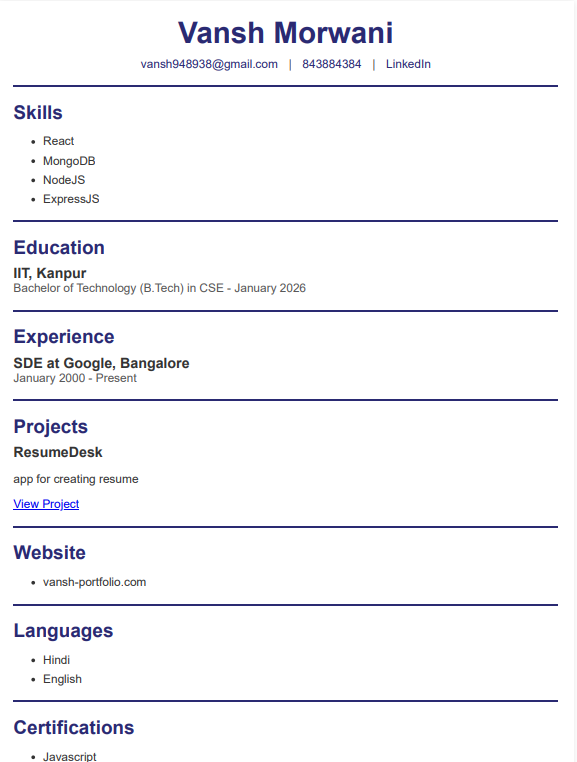 Vansh Morwani
vansh948938@gmail.com | 843884384 | LinkedIn
Skills
• React
• MongoDB
• NodeJS
• ExpressJS
Education
IIT, Kanpur
Bachelor of Technology (B.Tech) in CSE - January 2026
Experience
SDE at Google, Bangalore
January 2000 - Present
Projects
ResumeDesk
app for creating resume
View Project
Website
• vansh-portfolio.com
Languages
• Hindi
• English
Certifications
• Javascript